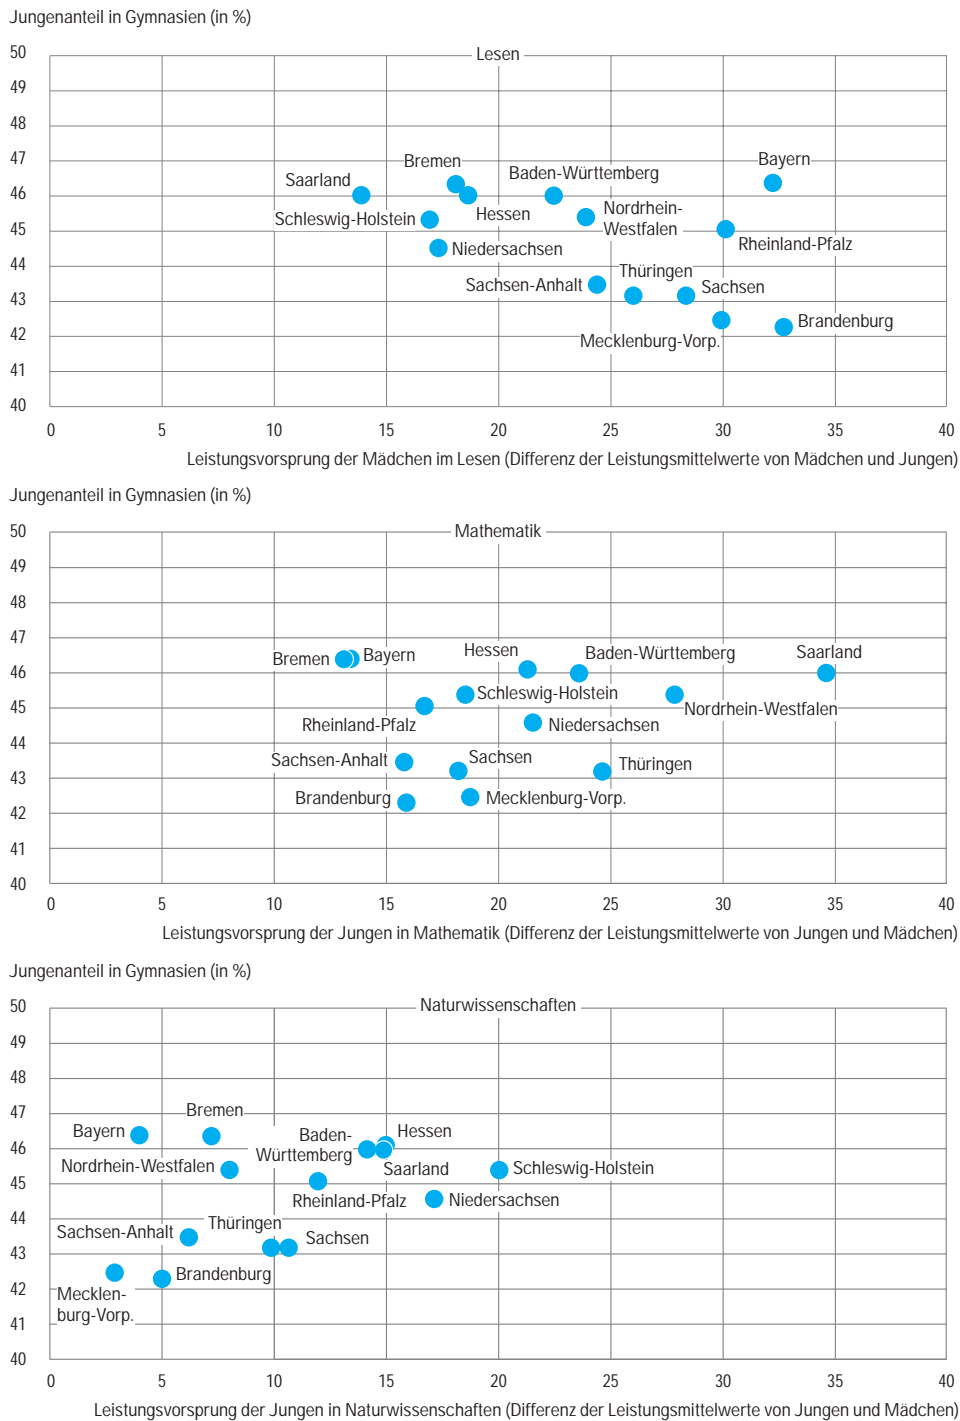 Jungenanteil in Gymnasien (in %)
50
Lesen
49
48
47
Bremen
Bayern
Saarland
Baden-Württemberg
46
Schleswig-Holstein
Hessen
Nordrhein-
Westfalen
45
Niedersachsen
Rheinland-Pfalz
44
Sachsen-Anhalt
Thüringen
Sachsen
43
Brandenburg
42
Mecklenburg-Vorp.
41
40
0 5 10 15 20 25 30 35 40
Leistungsvorsprung der Mädchen im Lesen (Differenz der Leistungsmittelwerte von Mädchen und Jungen)
Jungenanteil in Gymnasien (in %)
50
Mathematik
49
48
47
Bremen
Bayern
Hessen
Baden-Württemberg
Saarland
46
Schleswig-Holstein
Nordrhein-Westfalen
45
Rheinland-Pfalz
Niedersachsen
44
Sachsen-Anhalt
Sachsen
Thüringen
43
Brandenburg
Mecklenburg-Vorp.
42
41
40
0 5 10 15 20 25 30 35 40
Leistungsvorsprung der Jungen in Mathematik (Differenz der Leistungsmittelwerte von Jungen und Mädchen)
Jungenanteil in Gymnasien (in %)
50
Naturwissenschaften
49
48
47
Bremen
Bayern
Baden-
Württemberg
Hessen
46
Nordrhein-Westfalen
Saarland
Schleswig-Holstein
45
Rheinland-Pfalz
Niedersachsen
44
Sachsen-Anhalt
Thüringen
Sachsen
43
Brandenburg
42
Mecklen-
burg-Vorp.
41
40
0 5 10 15 20 25 30 35 40
Leistungsvorsprung der Jungen in Naturwissenschaften (Differenz der Leistungsmittelwerte von Jungen und Mädchen)